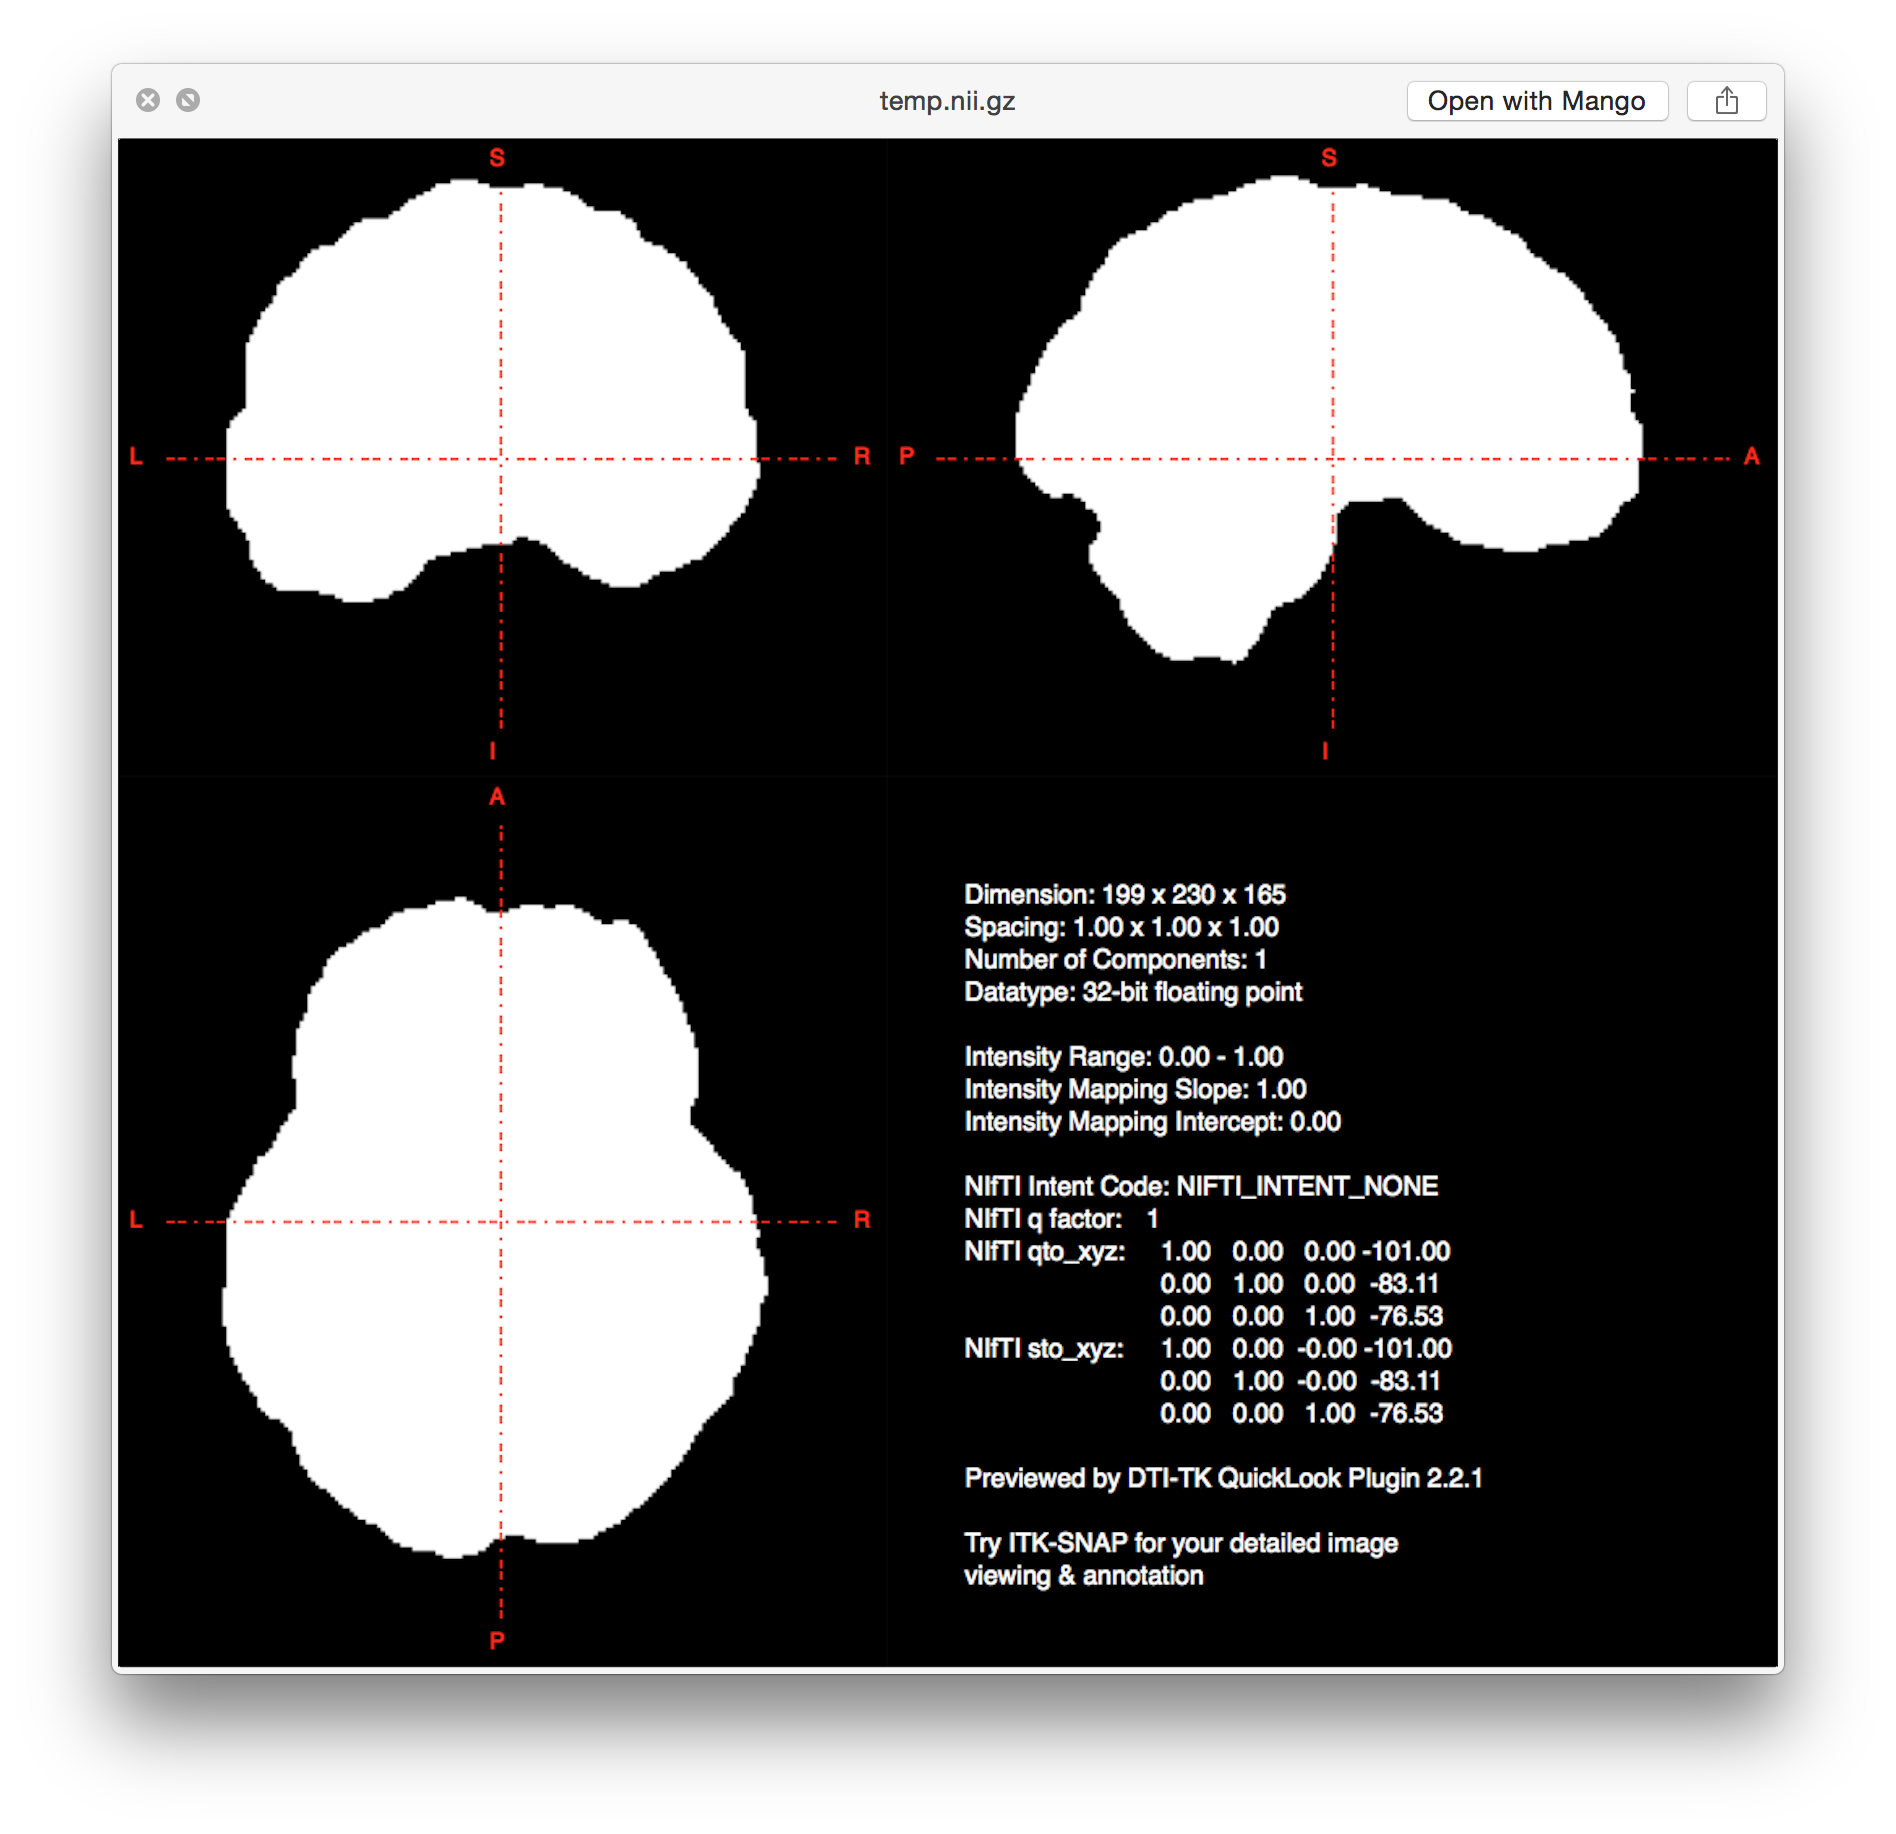 temp.nii.gz
Open with Mango
S
L
R
I
S
P
A
I
A
L
R
P
Dimension: 199 x 230 x 165
Spacing: 1.00 x 1.00 x 1.00
Number of Components: 1
Datatype: 32-bit floating point
Intensity Range: 0.00 - 1.00
Intensity Mapping Slope: 1.00
Intensity Mapping Intercept: 0.00
NIfTI Intent Code: NIFTI_INTENT_NONE
NIfTI q factor: 1
NIfTI qto_xyz: 1.00 0.00 0.00 -101.00
0.00 1.00 0.00 -83.11
0.00 0.00 1.00 -76.53
NIfTI sto_xyz: 1.00 0.00 -0.00 -101.00
0.00 1.00 -0.00 -83.11
0.00 0.00 1.00 -76.53
Previewed by DTI-TK QuickLook Plugin 2.2.1
Try ITK-SNAP for your detailed image
viewing & annotation